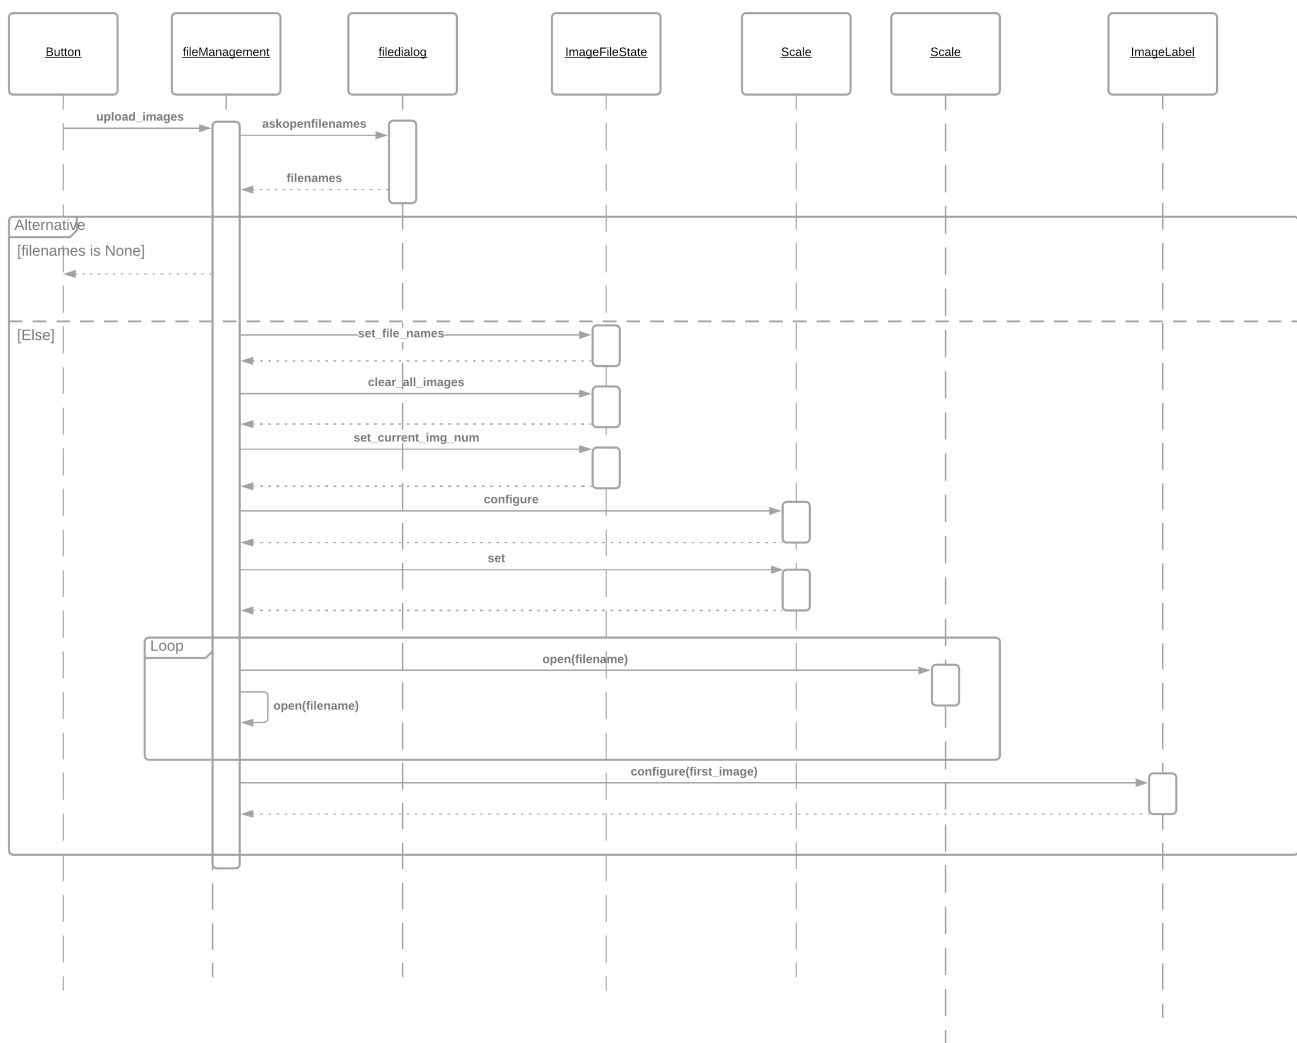 Button
fileManagement
filedialog
ImageFileState
Scale
Scale
ImageLabel
upload_images
askopenfilenames
filenames
Alternative
[filenames is None]
[Else]
set_file_names
clear_all_images
set_current_img_num
configure
set
Loop
open(filename)
open(filename)
configure(first_image)